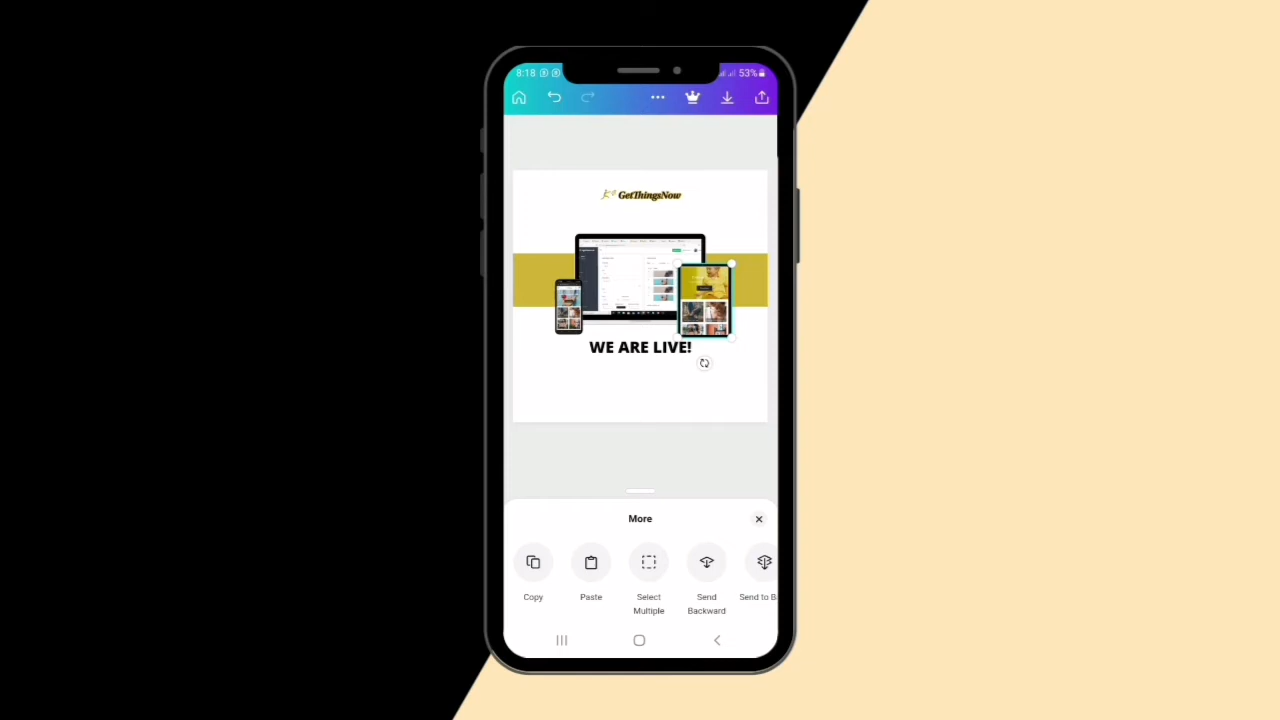 8:18
53%
GetThingsNow
WE ARE LIVE!
More
Copy
Paste
Select
Multiple
Send
Backward
Send to B